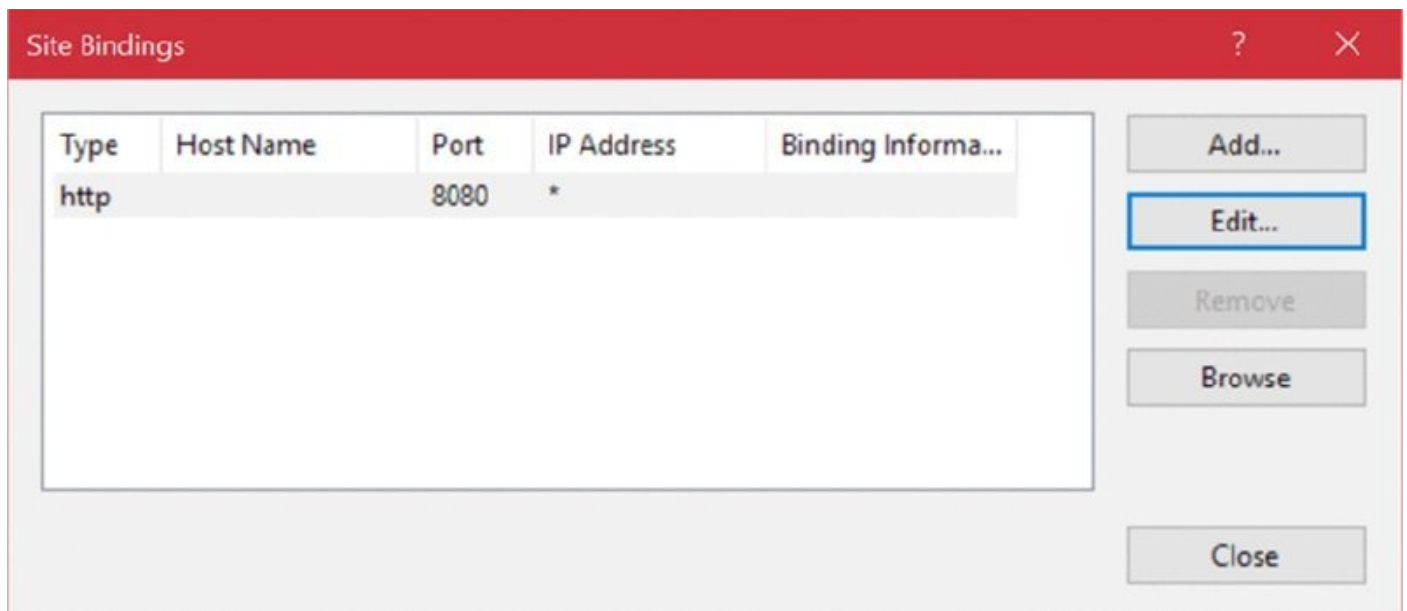 Site Bindings ? ×
Type Host Name Port IP Address Binding Informa... Add...
http 8080 *
Edit...
Remove
Browse
Close